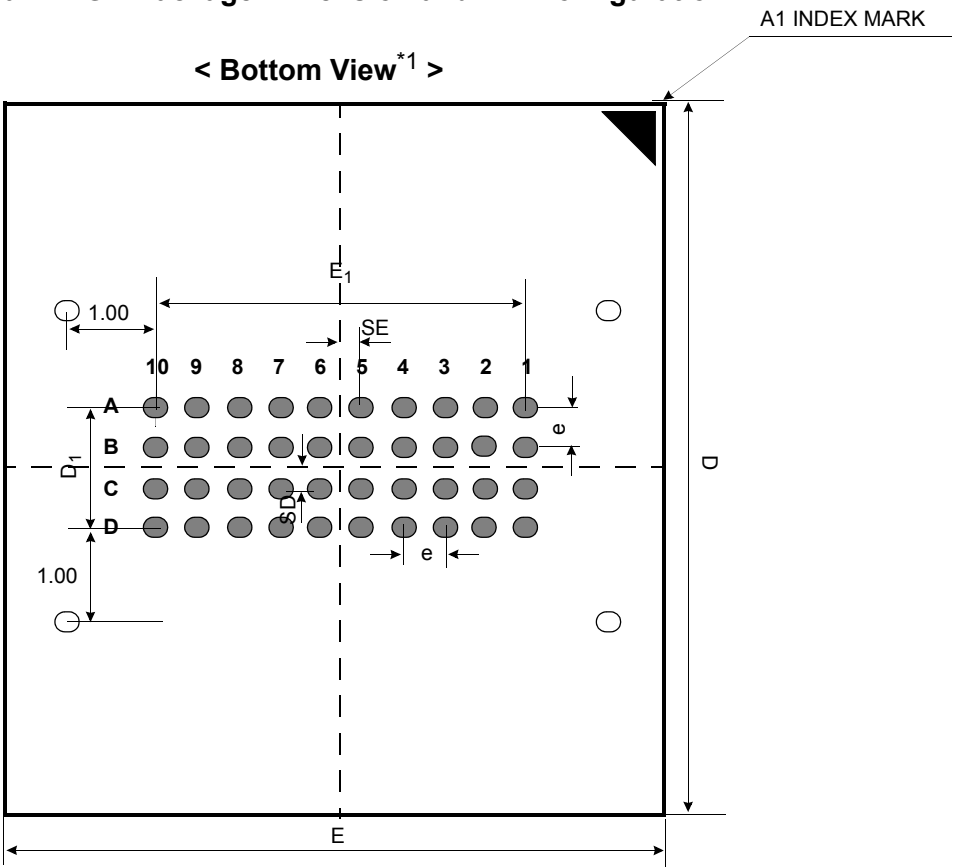 A1 INDEX MARK
< Bottom View*1 >
E1
1.00
SE
10 9 8 7 6 5 4 3 2 1
A
e
B
D1
D
C
SD
D
e
1.00
E